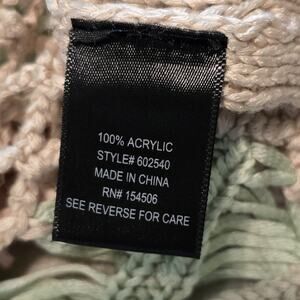 100% ACRYLIC
STYLE# 602540
MADE IN CHINA
RN# 154506
SEE REVERSE FOR CARE